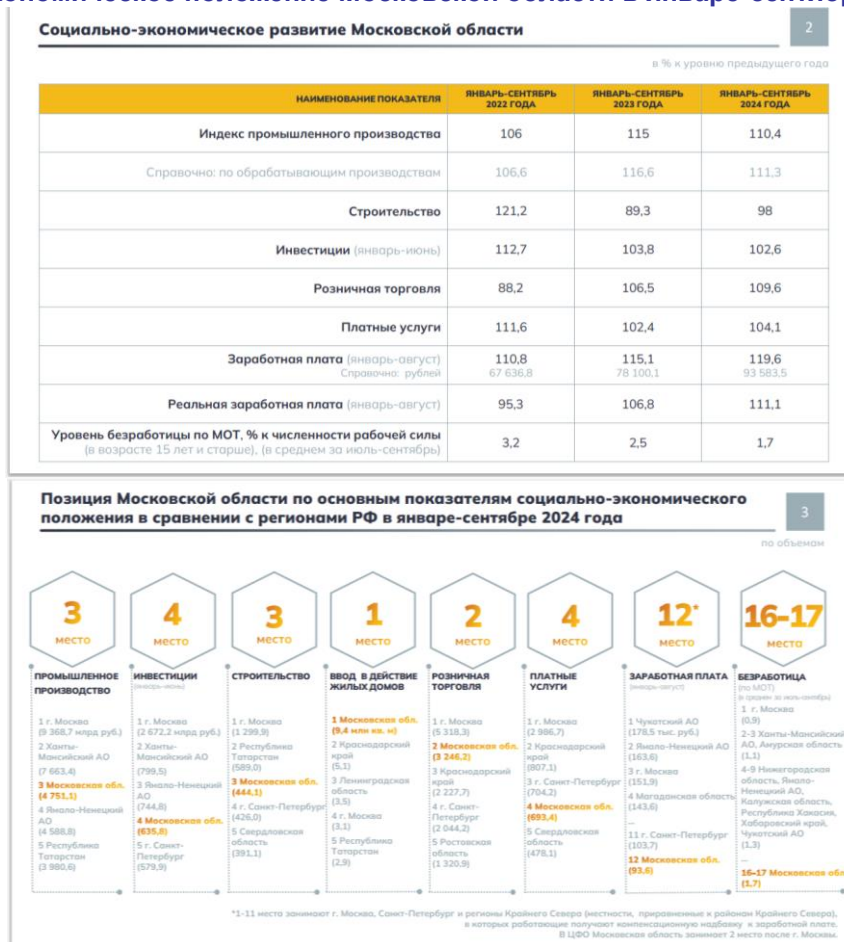 Социально-экономическое развитие Московской области
2
в % к уровню предыдущего года
НАИМЕНОВАНИЕ ПОКАЗАТЕЛЯ ЯНВАРЬ-СЕНТЯБРЬ 2022 ГОДА ЯНВАРЬ-СЕНТЯБРЬ 2023 ГОДА ЯНВАРЬ-СЕНТЯБРЬ 2024 ГОДА
Индекс промышленного производства 106 115 110,4
Справочно: по обрабатывающим производствам 106,6 116,6 111,3
Строительство 121,2 89,3 98
Инвестиции (январь-июнь) 112,7 103,8 102,6
Розничная торговля 88,2 106,5 109,6
Платные услуги 111,6 102,4 104,1
Заработная плата (январь-август) 110,8 115,1 119,6
Справочно: рублей 67 636,8 78 100,1 93 583,5
Реальная заработная плата (январь-август) 95,3 106,8 111,1
Уровень безработицы по МОТ, % к численности рабочей силы
(в возрасте 15 лет и старше), (в среднем за июль-сентябрь) 3,2 2,5 1,7
Позиция Московской области по основным показателям социально-экономического
положения в сравнении с регионами РФ в январе-сентябре 2024 года
3
по объемам
3
место
ПРОМЫШЛЕННОЕ
ПРОИЗВОДСТВО
1 г. Москва
(9 368,7 млрд руб.)
2 Ханты-
Мансийский АО
(7 663,4)
3 Московская обл.
(4 751,1)
4 Ямало-Ненецкий
АО
(4 588,8)
5 Республика
Татарстан
(3 980,6)
4
место
ИНВЕСТИЦИИ
(январь-июнь)
1 г. Москва
(2 672,2 млрд руб.)
2 Ханты-
Мансийский АО
(799,5)
3 Ямало-Ненецкий
АО
(744,8)
4 Московская обл.
(635,8)
5 г. Санкт-
Петербург
(579,9)
3
место
СТРОИТЕЛЬСТВО
1 г. Москва
(1 299,9)
2 Республика
Татарстан
(589,0)
3 Московская обл.
(444,1)
4 г. Санкт-Петербург
(426,0)
5 Свердловская
область
(391,1)
1
место
ВВОД В ДЕЙСТВИЕ
ЖИЛЫХ ДОМОВ
1 Московская обл.
(9,4 млн кв. м)
2 Краснодарский
край
(5,1)
3 Ленинградская
область
(3,5)
4 г. Москва
(3,1)
5 Республика
Татарстан
(2,9)
2
место
РОЗНИЧНАЯ
ТОРГОВЛЯ
1 г. Москва
(5 318,3)
2 Московская обл.
(3 246,2)
3 Краснодарский
край
(2 227,7)
4 г. Санкт-
Петербург
(2 044,2)
5 Ростовская
область
(1 320,9)
4
место
ПЛАТНЫЕ
УСЛУГИ
1 г. Москва
(2 986,7)
2 Краснодарский
край
(807,1)
3 г. Санкт-Петербург
(704,2)
4 Московская обл.
(693,4)
5 Свердловская
область
(478,1)
12*
место
ЗАРАБОТНАЯ ПЛАТА
(январь-август)
1 Чукотский АО
(178,5 тыс. руб.)
2 Ямало-Ненецкий АО
(163,6)
3 г. Москва
(151,9)
4 Магаданская область
(143,6)
...
11 г. Санкт-Петербург
(103,7)
12 Московская обл.
(93,6)
16-17
места
БЕЗРАБОТИЦА
(по МОТ)
(в среднем за июль-сентябрь)
1 г. Москва
(0,9)
2-3 Ханты-Мансийский
АО, Амурская область
(1,1)
4-9 Нижегородская
область, Ямало-
Ненецкий АО,
Калужская область,
Республика Хакасия,
Хабаровский край,
Чукотский АО
(1,3)
...
16-17 Московская обл.
(1,7)
*1-11 места занимают г. Москва, Санкт-Петербург и регионы Крайнего Севера (местности, приравненные к районам Крайнего Севера),
в которых работающие получают компенсационную надбавку к заработной плате.
В ЦФО Московская область занимает 2 место после г. Москвы.